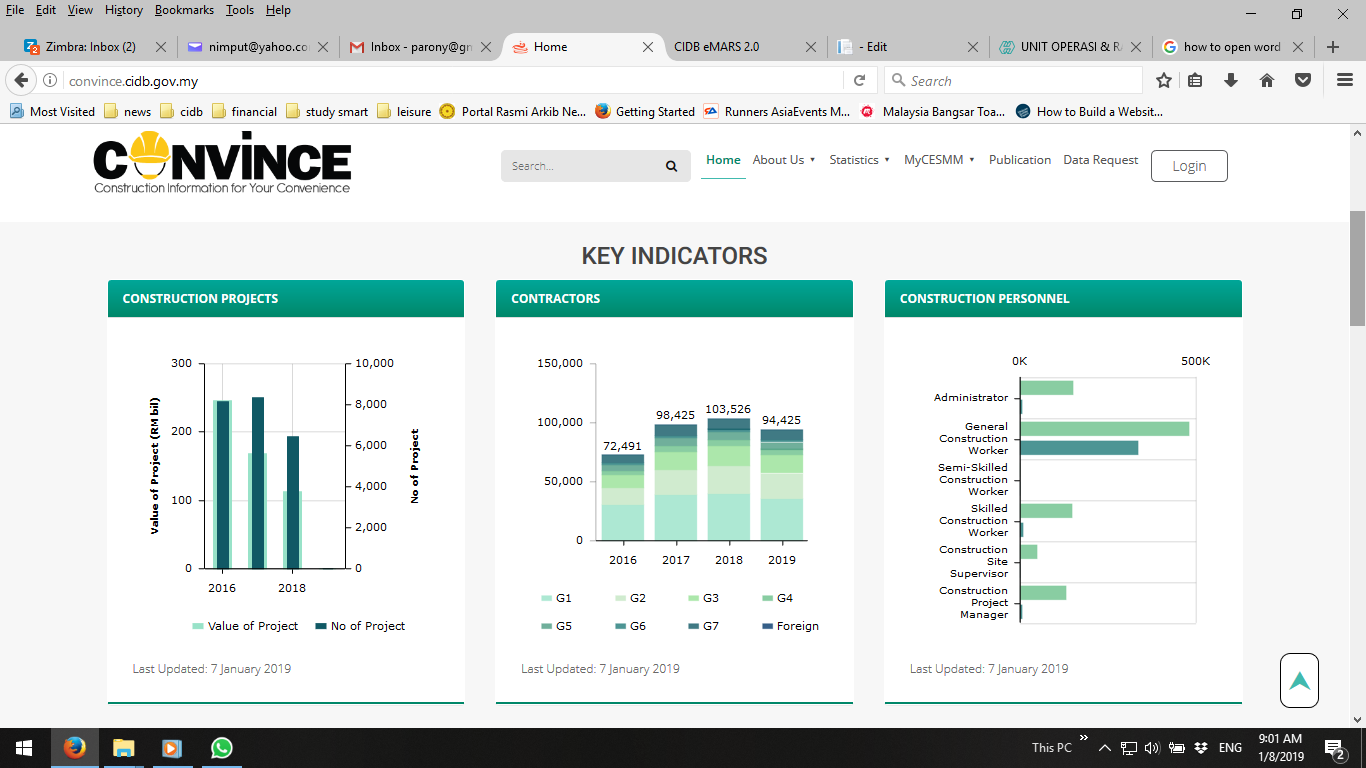 File Edit View History Bookmarks Tools Help
Zimbra: Inbox (2)
nimput@yahoo.co
Inbox - parony@gn
Home
CIDB eMARS 2.0
- Edit
UNIT OPERASI & RA
how to open word
convince.cidb.gov.my
Search
Most Visited news cidb financial study smart leisure Portal Rasmi Arkib Ne... Getting Started Runners AsiaEvents M... Malaysia Bangsar Toa... How to Build a Websit...
CONVINCE
Construction Information for Your Convenience
Search...
Home About Us Statistics MyCESMM Publication Data Request Login
KEY INDICATORS
CONSTRUCTION PROJECTS
300
200
100
0
Value of Project (RM bil)
10,000
8,000
6,000
4,000
2,000
0
No of Project
2016 2018
Value of Project No of Project
Last Updated: 7 January 2019
CONTRACTORS
150,000
100,000
50,000
0
72,491
98,425
103,526
94,425
2016 2017 2018 2019
G1 G2 G3 G4
G5 G6 G7 Foreign
Last Updated: 7 January 2019
CONSTRUCTION PERSONNEL
0K 500K
Administrator
General
Construction
Worker
Semi-Skilled
Construction
Worker
Skilled
Construction
Worker
Construction
Site
Supervisor
Construction
Project
Manager
Last Updated: 7 January 2019
This PC
ENG
9:01 AM
1/8/2019
2